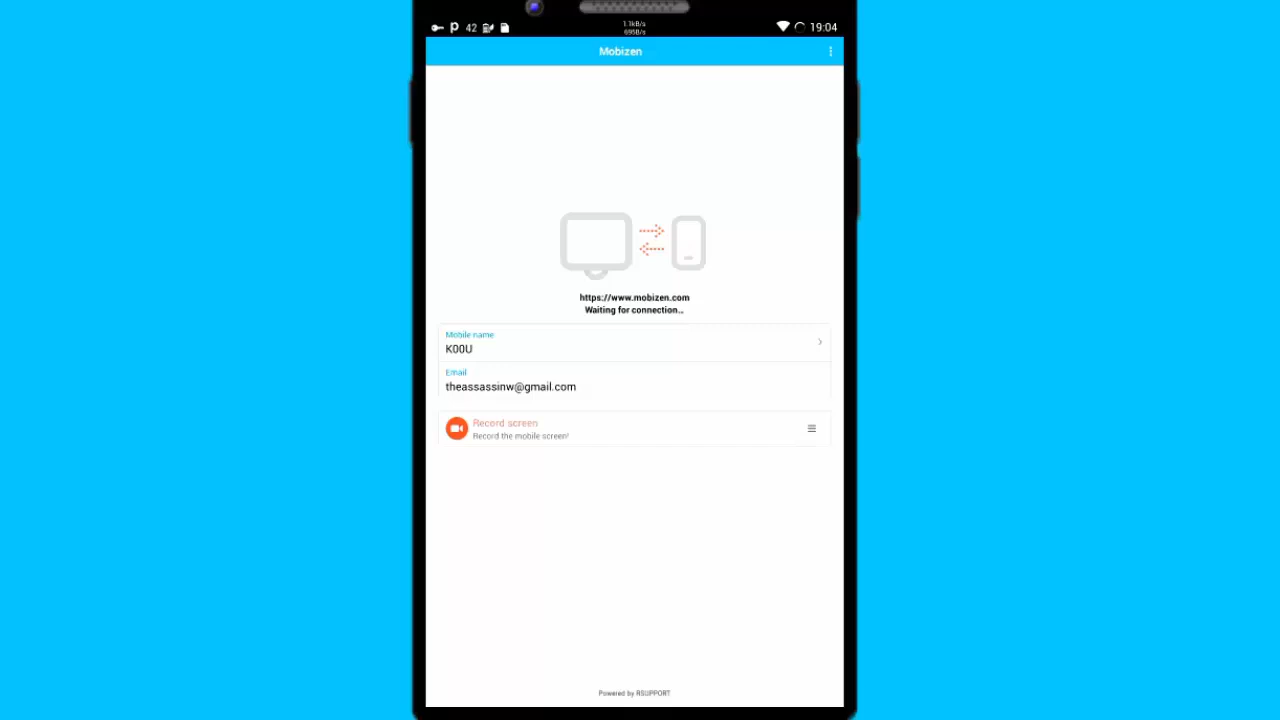 42
1.1kB/s
695B/s
19:04
Mobizen
https://www.mobizen.com
Waiting for connection...
Mobile name
K00U
Email
theassassinw@gmail.com
Record screen
Record the mobile screen!
Powered by RSUPPORT